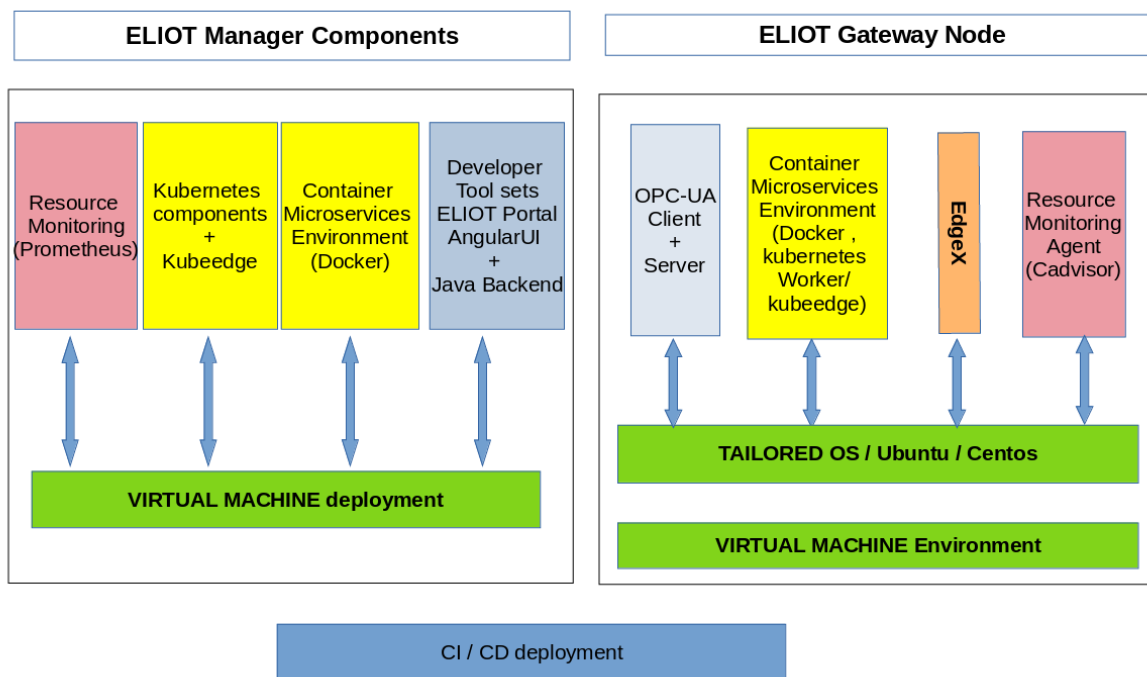 ELIOT Manager Components
ELIOT Gateway Node
Resource
Monitoring
(Prometheus)
Kubernetes
components
+
Kubeedge
Container
Microservices
Environment
(Docker)
Developer
Tool sets
ELIOT Portal
AngularUI
+
Java Backend
VIRTUAL MACHINE deployment
OPC-UA
Client
+
Server
Container
Microservices
Environment
(Docker ,
kubernetes
Worker/
kubeedge)
EdgeX
Resource
Monitoring
Agent
(Cadvisor)
TAILORED OS / Ubuntu / Centos
VIRTUAL MACHINE Environment
CI / CD deployment